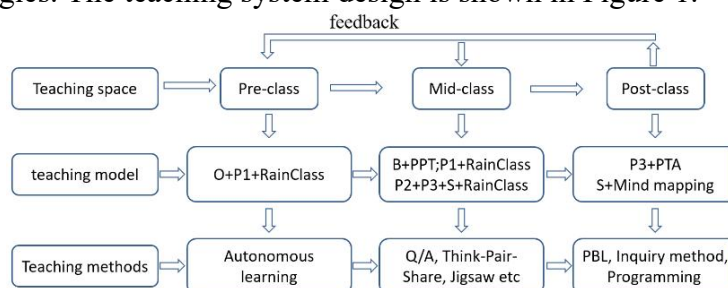 gies. The teaching system design is shown in Figure 1.
feedback
Teaching space
Pre-class
Mid-class
Post-class
teaching model
O+P1+RainClass
B+PPT;P1+RainClass
P2+P3+S+RainClass
P3+PTA
S+Mind mapping
Teaching methods
Autonomous
learning
Q/A, Think-Pair-
Share, Jigsaw etc
PBL, Inquiry method,
Programming